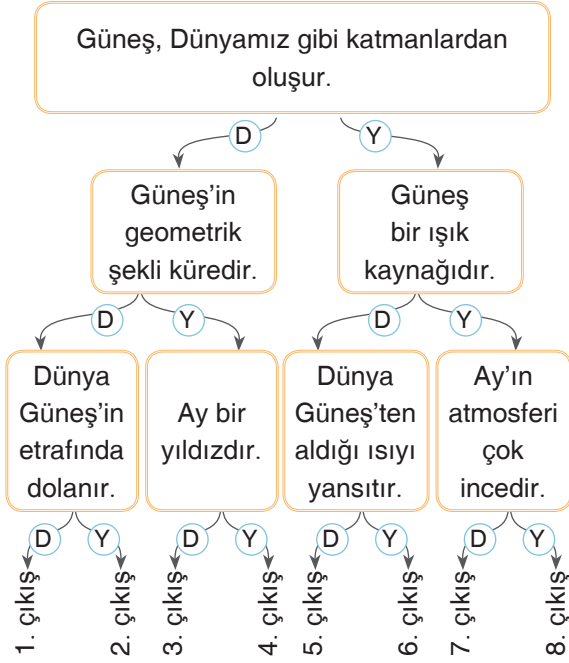 Güneş, Dünyamız gibi katmanlardan
oluşur.
D
Y
Güneş'in
geometrik
şekli küredir.
Güneş
bir ışık
kaynağıdır.
D
Y
D
Y
Dünya
Güneş'in
etrafında
dolanır.
Ay bir
yıldızdır.
Dünya
Güneş'ten
aldığı ısıyı
yansıtır.
Ay'ın
atmosferi
çok
incedir.
D
Y
D
Y
D
Y
D
Y
1. çıkış
2. çıkış
3. çıkış
4. çıkış
5. çıkış
6. çıkış
7. çıkış
8. çıkış